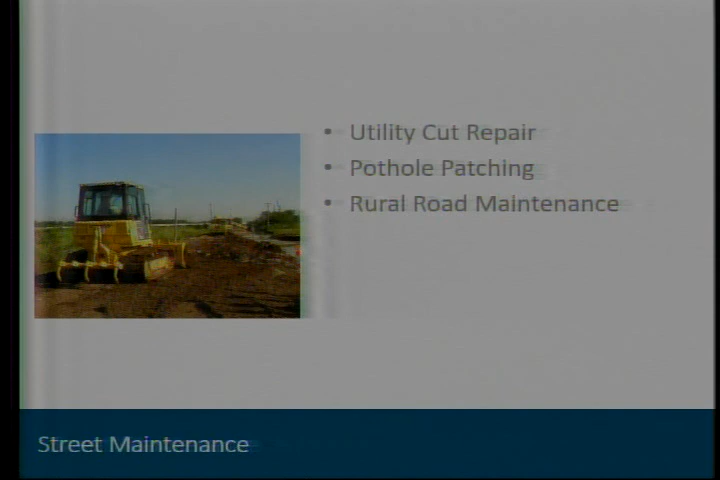 • Utility Cut Repair
• Pothole Patching
• Rural Road Maintenance
Street Maintenance